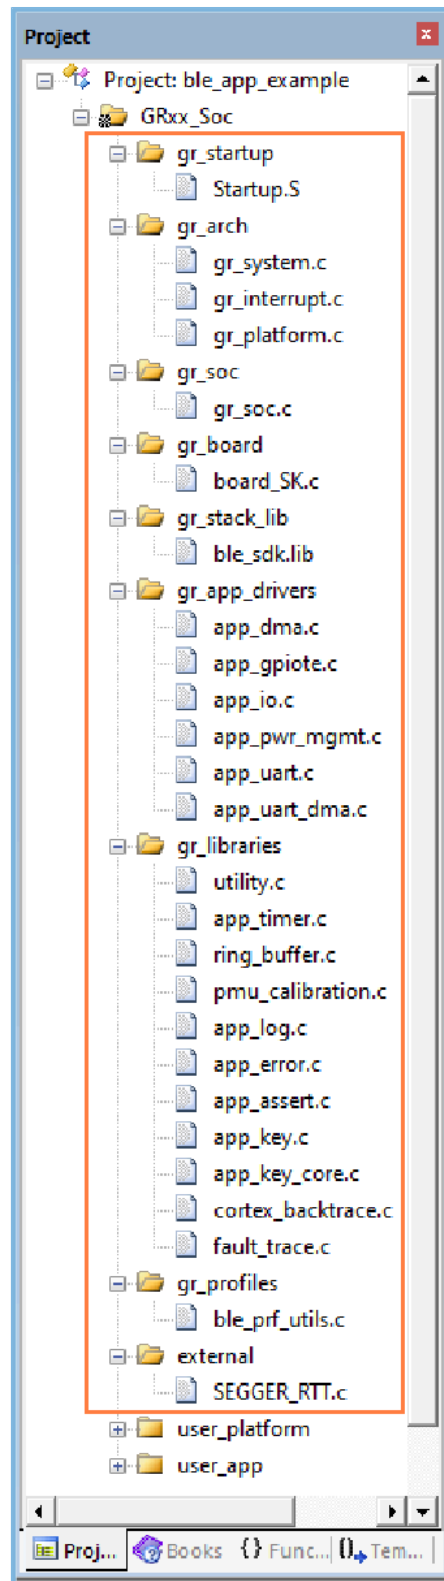 Project
Project: ble_app_example
GRxx_Soc
gr_startup
Startup.S
gr_arch
gr_system.c
gr_interrupt.c
gr_platform.c
gr_soc
gr_soc.c
gr_board
board_SK.c
gr_stack_lib
ble_sdk.lib
gr_app_drivers
app_dma.c
app_gpiote.c
app_io.c
app_pwr_mgmt.c
app_uart.c
app_uart_dma.c
gr_libraries
utility.c
app_timer.c
ring_buffer.c
pmu_calibration.c
app_log.c
app_error.c
app_assert.c
app_key.c
app_key_core.c
cortex_backtrace.c
fault_trace.c
gr_profiles
ble_prf_utils.c
external
SEGGER_RTT.c
user_platform
user_app
Proj... Books {} Func... 0 Tem...